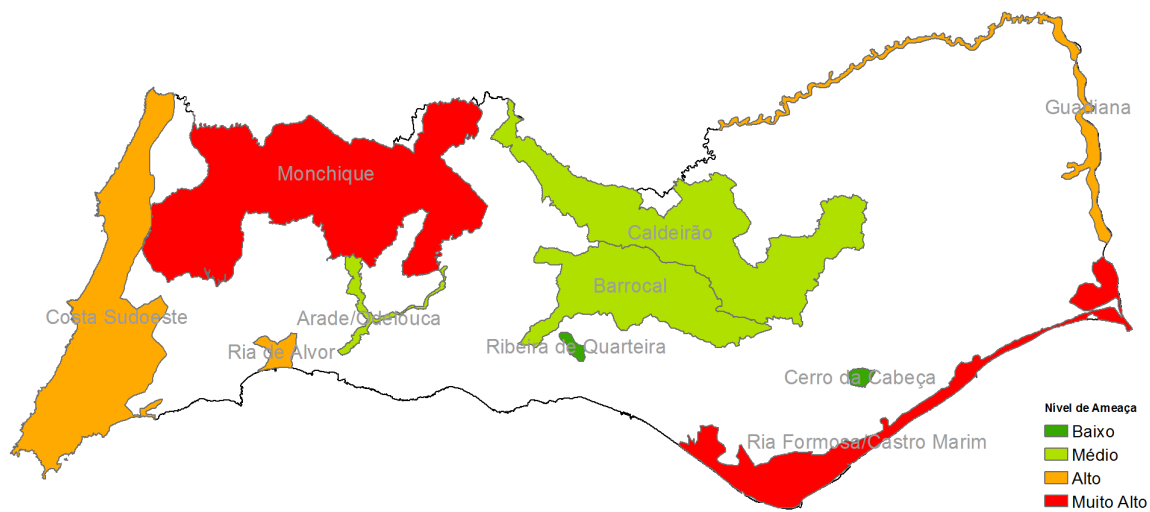 Guadiana
Monchique
Caldeirão
Barrocal
Costa Sudoeste
Arade/Odelouca
Ria de Alvor
Ribeira de Quarteira
Cerro da Cabeça
Ria Formosa/Castro Marim
Nivel de Ameaça
Baixo
Médio
Alto
Muito Alto